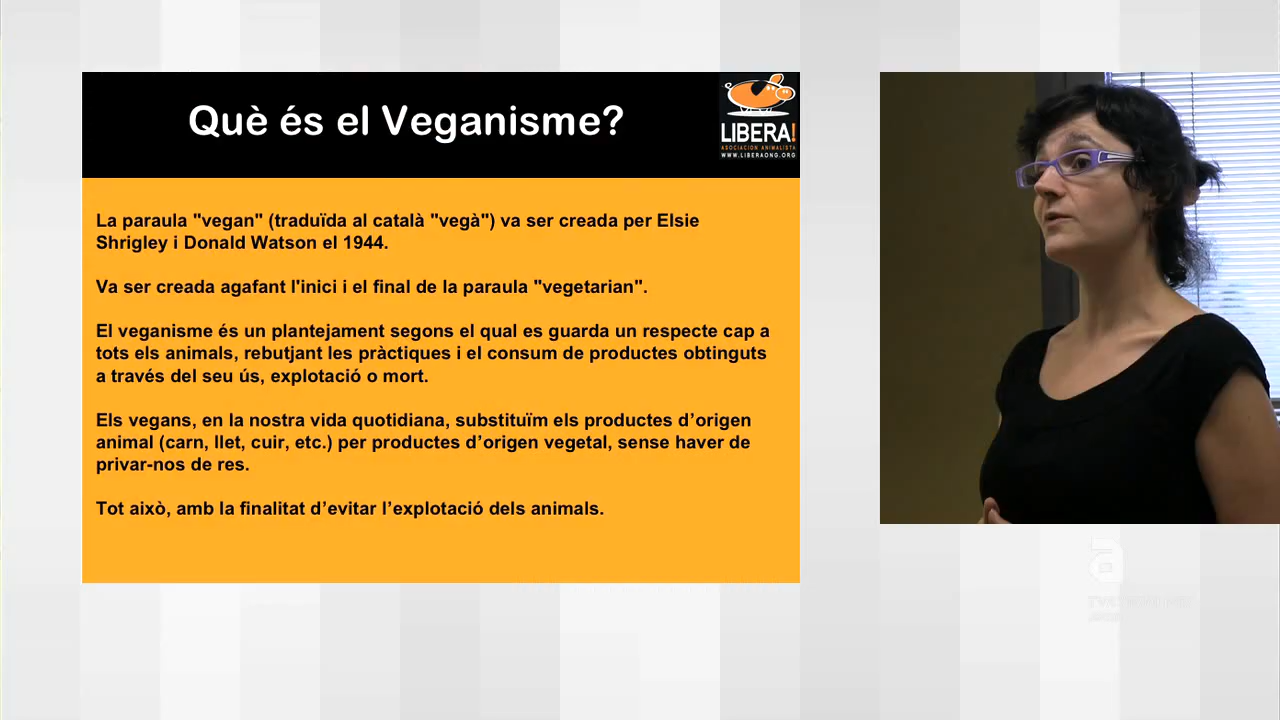 Què és el Veganisme?
LIBERA!
ASOCIACION ANIMALISTA
WWW.LIBERAONG.ORG
La paraula "vegan" (traduïda al català "vegà") va ser creada per Elsie
Shrigley i Donald Watson el 1944.
Va ser creada agafant l'inici i el final de la paraula "vegetarian".
El veganisme és un plantejament segons el qual es guarda un respecte cap a
tots els animals, rebutjant les pràctiques i el consum de productes obtinguts
a través del seu ús, explotació o mort.
Els vegans, en la nostra vida quotidiana, substituïm els productes d’origen
animal (carn, llet, cuir, etc.) per productes d’origen vegetal, sense haver de
privar-nos de res.
Tot això, amb la finalitat d’evitar l’explotació dels animals.
a